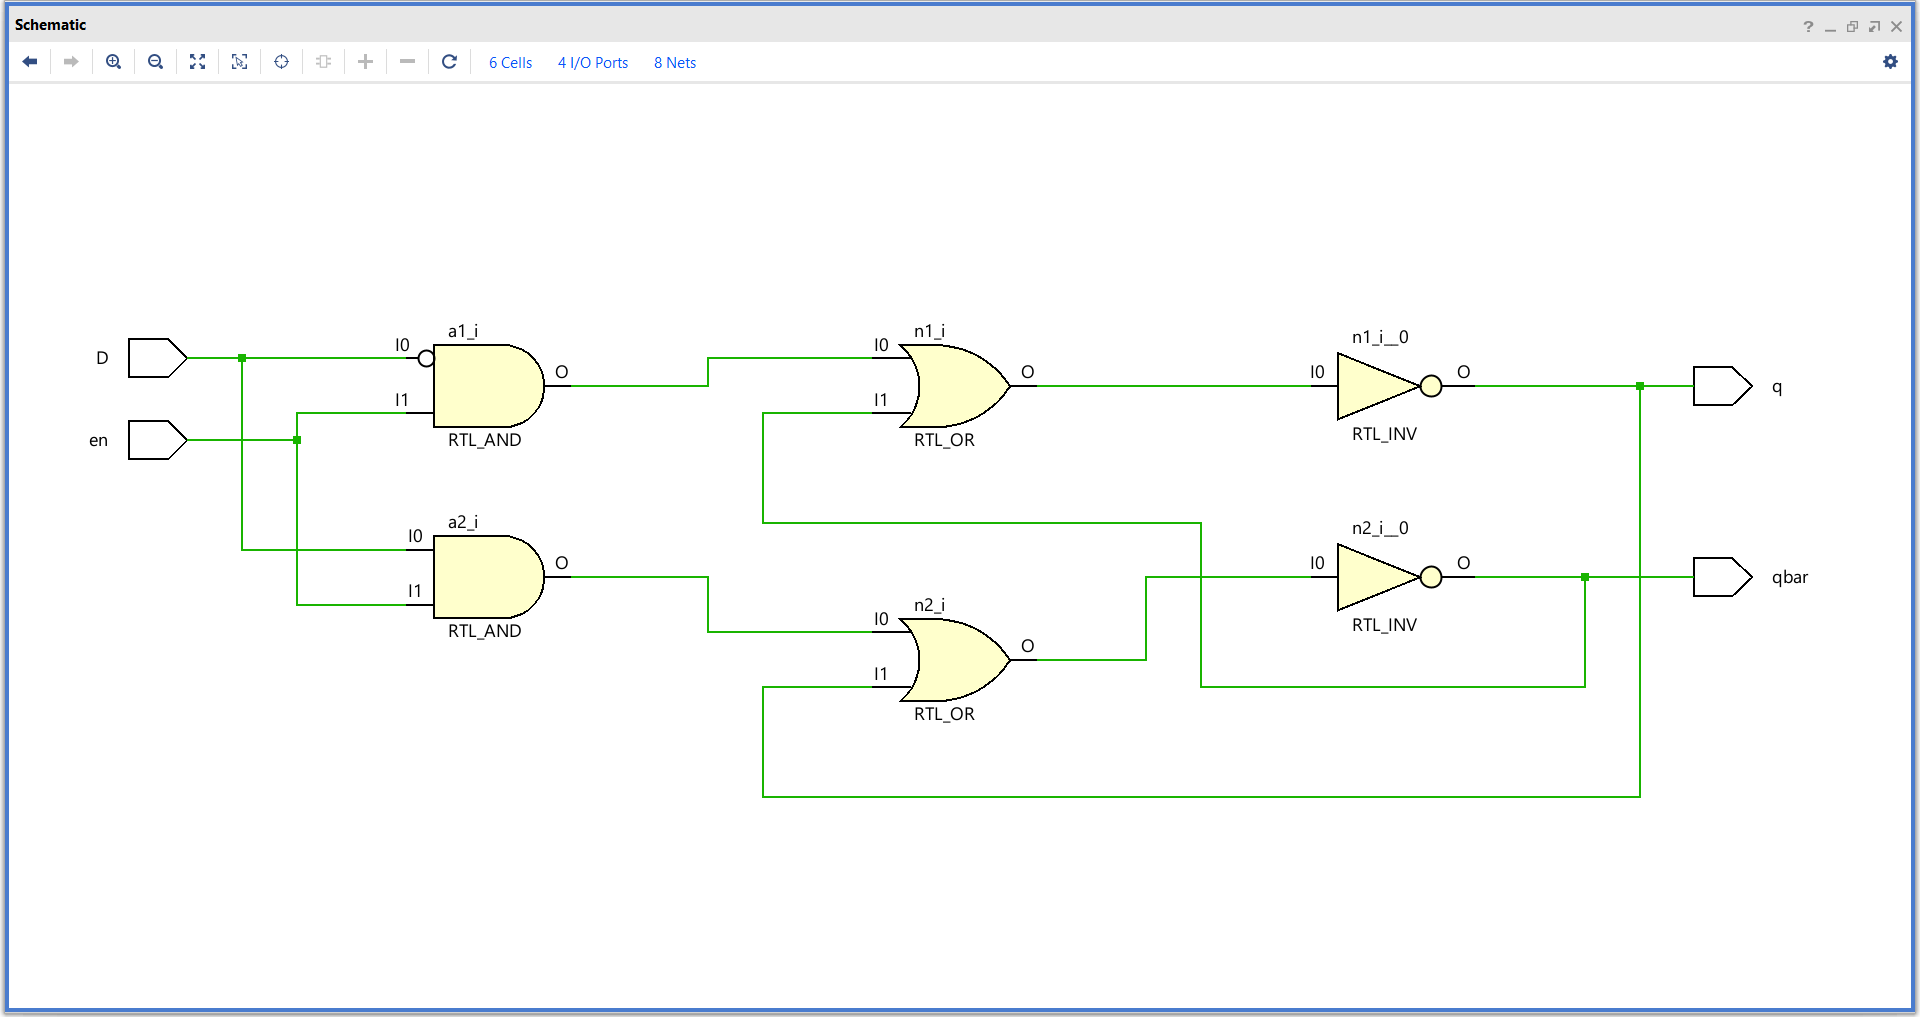 Schematic
6 Cells 4 I/O Ports 8 Nets
a1_i n1_i n1_i__0
D I0 I0 O I0 O q
I1 O I1
en RTL_AND RTL_OR RTL_INV
a2_i n2_i__0
I0 O I0 O qbar
I1 n2_i
RTL_AND I0 RTL_INV
O
I1
RTL_OR